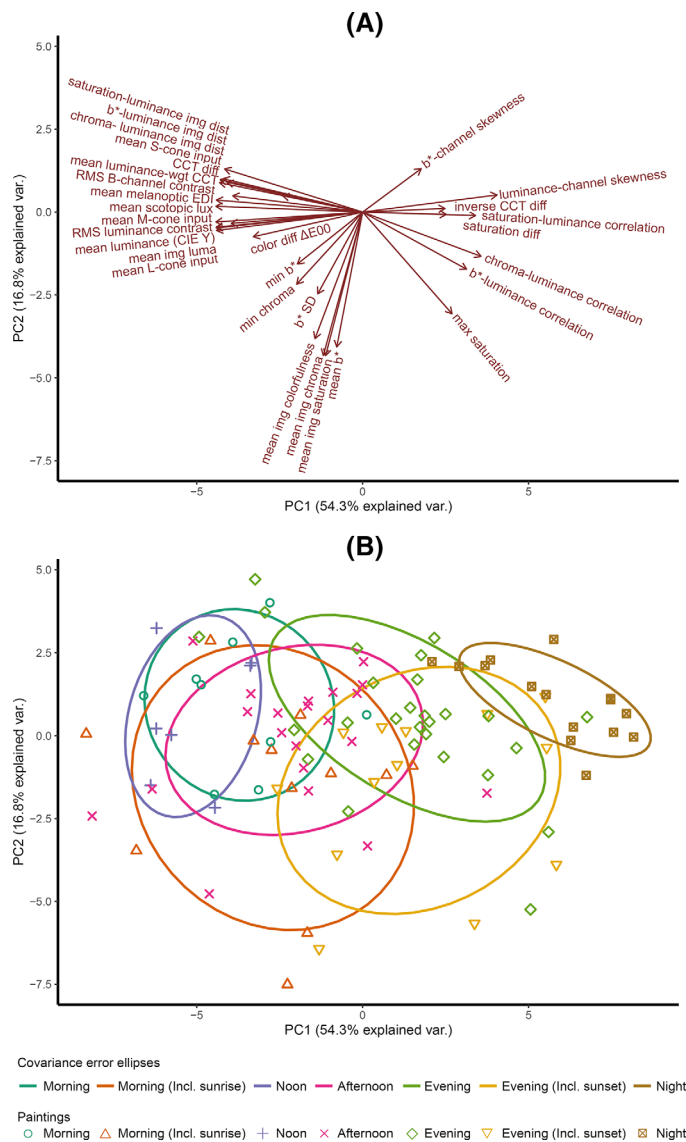 (A)
5.0
2.5
0.0
−2.5
−5.0
−7.5
PC2 (16.8% explained var.)
saturation-luminance img dist
b*-luminance img dist
chroma- luminance img dist
mean S-cone input
CCT diff
mean luminance-wgt CCT
RMS B-channel contrast
mean melanoptic EDI
mean scotopic lux
mean M-cone input
RMS luminance contrast
mean luminance (CIE Y)
mean img luma
mean L-cone input
color diff ΔE00
min b*
min chroma
b* SD
mean img colorfulness
mean img chroma
mean img saturation
mean b*
b*-channel skewness
luminance-channel skewness
inverse CCT diff
saturation-luminance correlation
saturation diff
chroma-luminance correlation
b*-luminance correlation
max saturation
−5
0
5
PC1 (54.3% explained var.)
(B)
5.0
2.5
0.0
−2.5
−5.0
−7.5
PC2 (16.8% explained var.)
−5
0
5
PC1 (54.3% explained var.)
Covariance error ellipses
Morning Morning (Incl. sunrise) Noon Afternoon Evening Evening (Incl. sunset) Night
Paintings
Morning Morning (Incl. sunrise) Noon Afternoon Evening Evening (Incl. sunset) Night